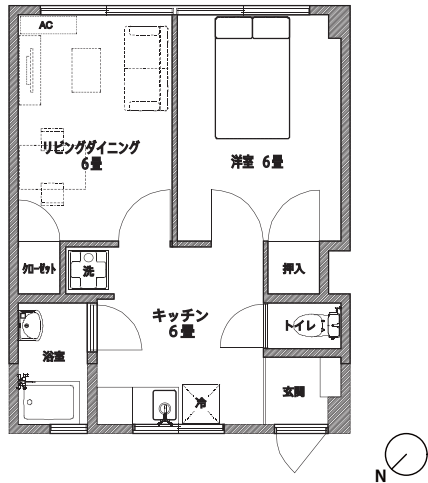 AC
リビングダイニング
6畳
洋室 6畳
クローゼット
洗
押入
キッチン
6畳
トイレ
浴室
冷
玄関
N